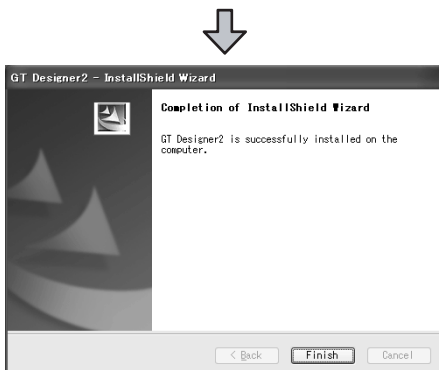 GT Designer2 - InstallShield Wizard
Completion of InstallShield Wizard
GT Designer2 is successfully installed on the
computer.
< Back
Finish
Cancel